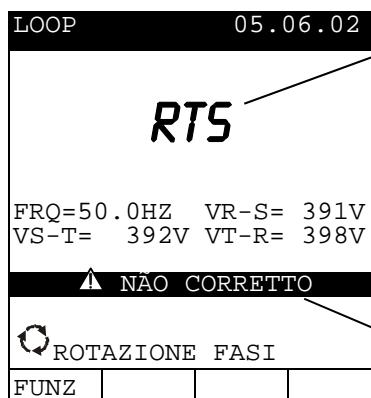 LOOP 05.06.02
RTS
FRQ=50.0HZ VR-S= 391V
VS-T= 392V VT-R= 398V
NÃO CORRETTO
ROTAZIONE FASI
FUNZ